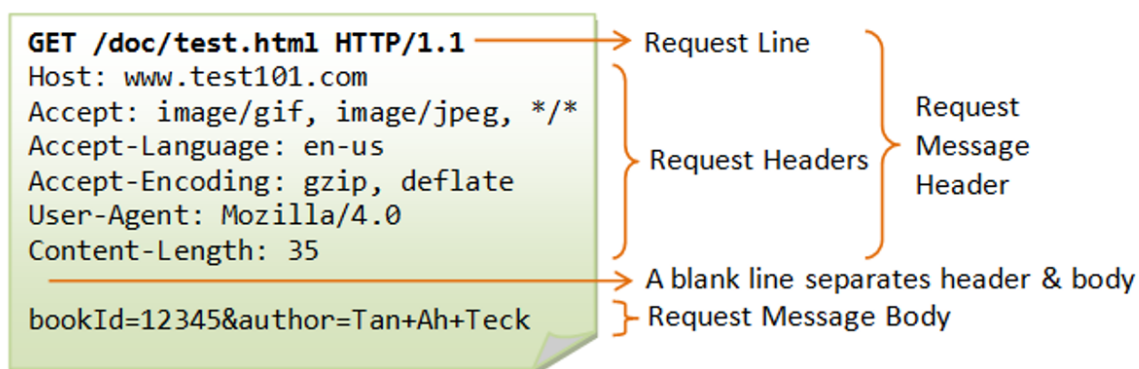 GET /doc/test.html HTTP/1.1
Request Line
Host: www.test101.com
Accept: image/gif, image/jpeg, */*
Accept-Language: en-us
Accept-Encoding: gzip, deflate
User-Agent: Mozilla/4.0
Content-Length: 35
Request Headers
Request
Message
Header
A blank line separates header & body
bookId=12345&author=Tan+Ah+Teck
Request Message Body